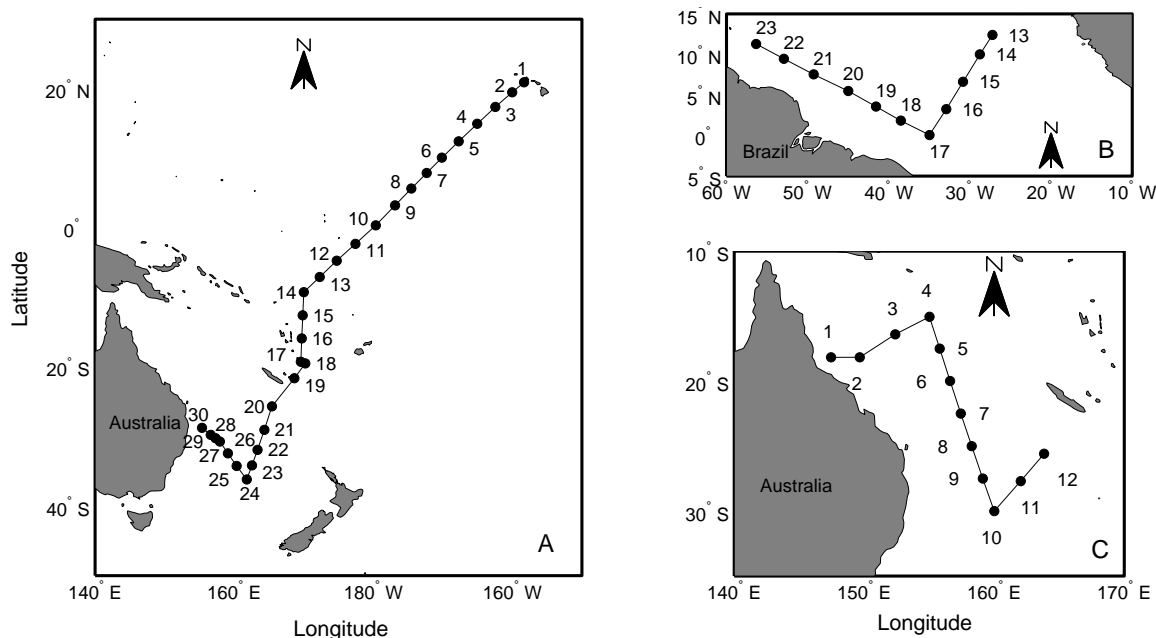 N
1
2
3
4
5
6
7
8
9
10
11
12
13
14
15
16
17
18
19
20
21
22
23
24
25
26
27
28
29
30
Australia
A
20° N
0°
20° S
40° S
Latitude
140° E
160° E
180° W
160° W
Longitude
15° N
10° N
5° N
0°
5° S
23
22
21
20
19
18
17
16
15
14
13
Brazil
N
B
60° W
50° W
40° W
30° W
20° W
10° W
10° S
20° S
30° S
N
1
2
3
4
5
6
7
8
9
10
11
12
Australia
C
140° E
150° E
160° E
170° E
Longitude